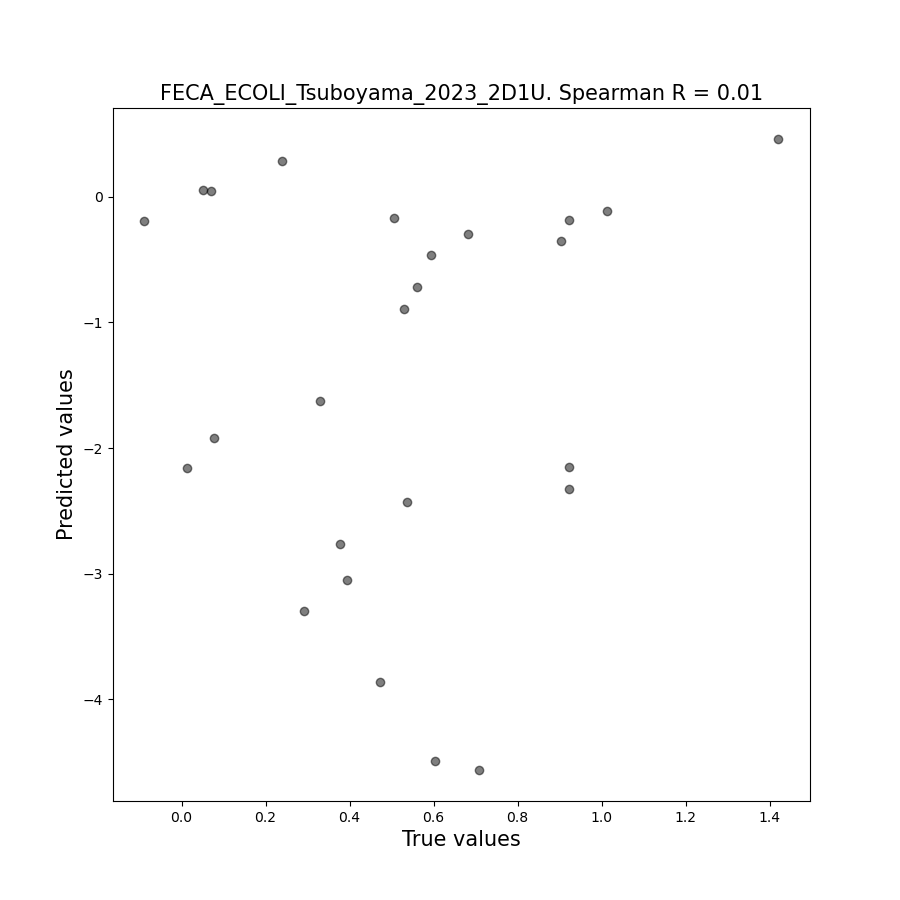 FECA_ECOLI_Tsuboyama_2023_2D1U. Spearman R = 0.01
0
−1
−2
−3
−4
Predicted values
0.0 0.2 0.4 0.6 0.8 1.0 1.2 1.4
True values